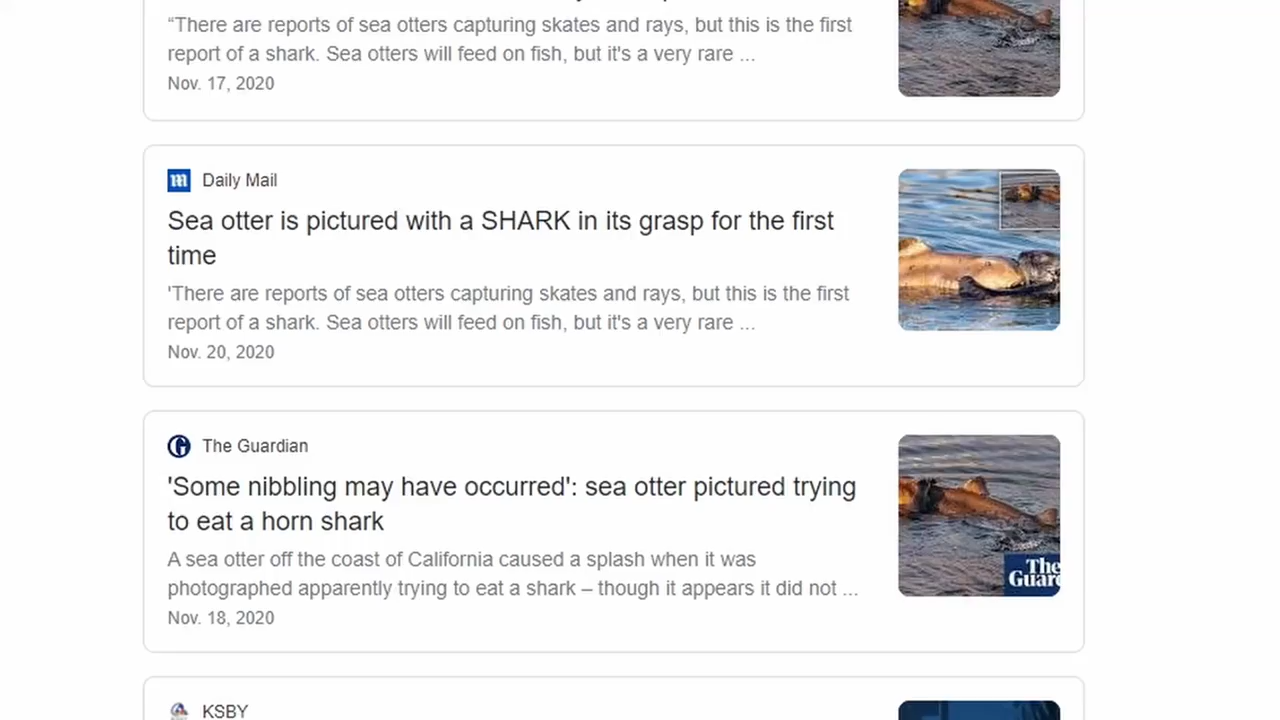 “There are reports of sea otters capturing skates and rays, but this is the first
report of a shark. Sea otters will feed on fish, but it's a very rare ...
Nov. 17, 2020
Daily Mail
Sea otter is pictured with a SHARK in its grasp for the first
time
'There are reports of sea otters capturing skates and rays, but this is the first
report of a shark. Sea otters will feed on fish, but it's a very rare ...
Nov. 20, 2020
The Guardian
'Some nibbling may have occurred': sea otter pictured trying
to eat a horn shark
A sea otter off the coast of California caused a splash when it was
photographed apparently trying to eat a shark – though it appears it did not ...
Nov. 18, 2020
The
Guar
KSBY